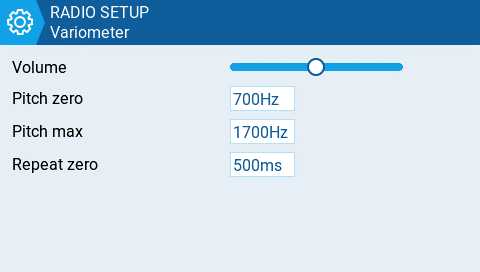 RADIO SETUP
Variometer
Volume
Pitch zero 700Hz
Pitch max 1700Hz
Repeat zero 500ms